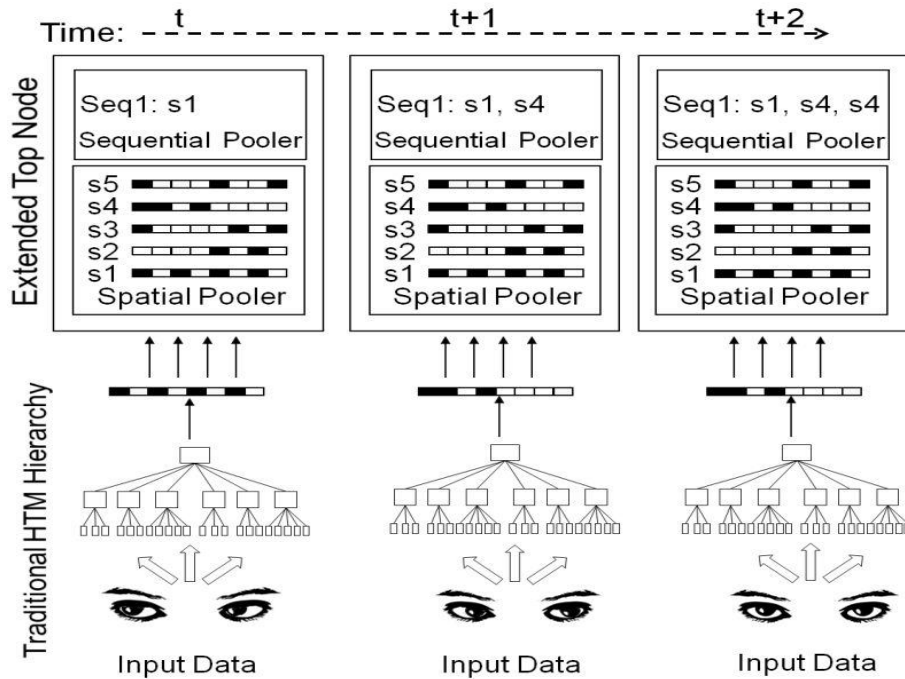 Time:
t
t+1
t+2
Extended Top Node
Seq1: s1
Sequential Pooler
s5
s4
s3
s2
s1
Spatial Pooler
Seq1: s1, s4
Sequential Pooler
s5
s4
s3
s2
s1
Spatial Pooler
Seq1: s1, s4, s4
Sequential Pooler
s5
s4
s3
s2
s1
Spatial Pooler
Traditional HTM Hierarchy
Input Data
Input Data
Input Data